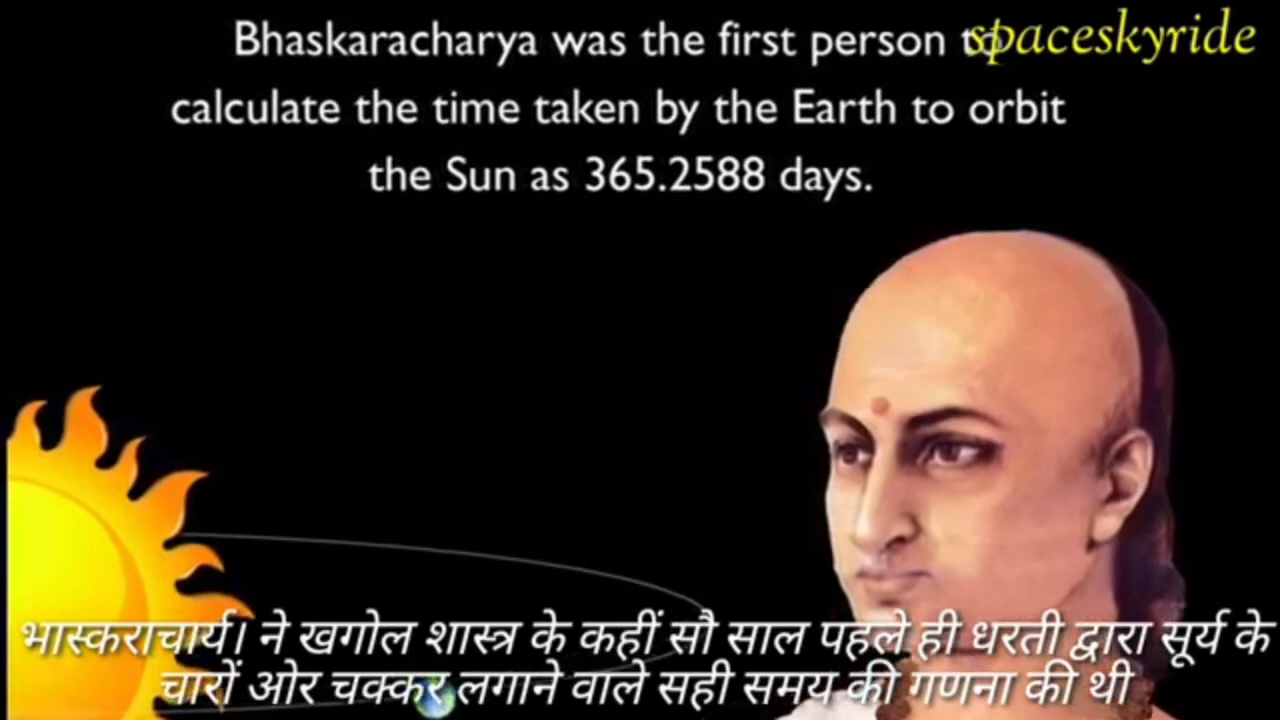 Bhaskaracharya was the first person to
spaceskyride
calculate the time taken by the Earth to orbit
the Sun as 365.2588 days.
भास्कराचार्य। ने खगोल शास्त्र के कहीं सौ साल पहले ही धरती द्वारा सूर्य के
चारों ओर चक्कर लगाने वाले सही समय की गणना की थी